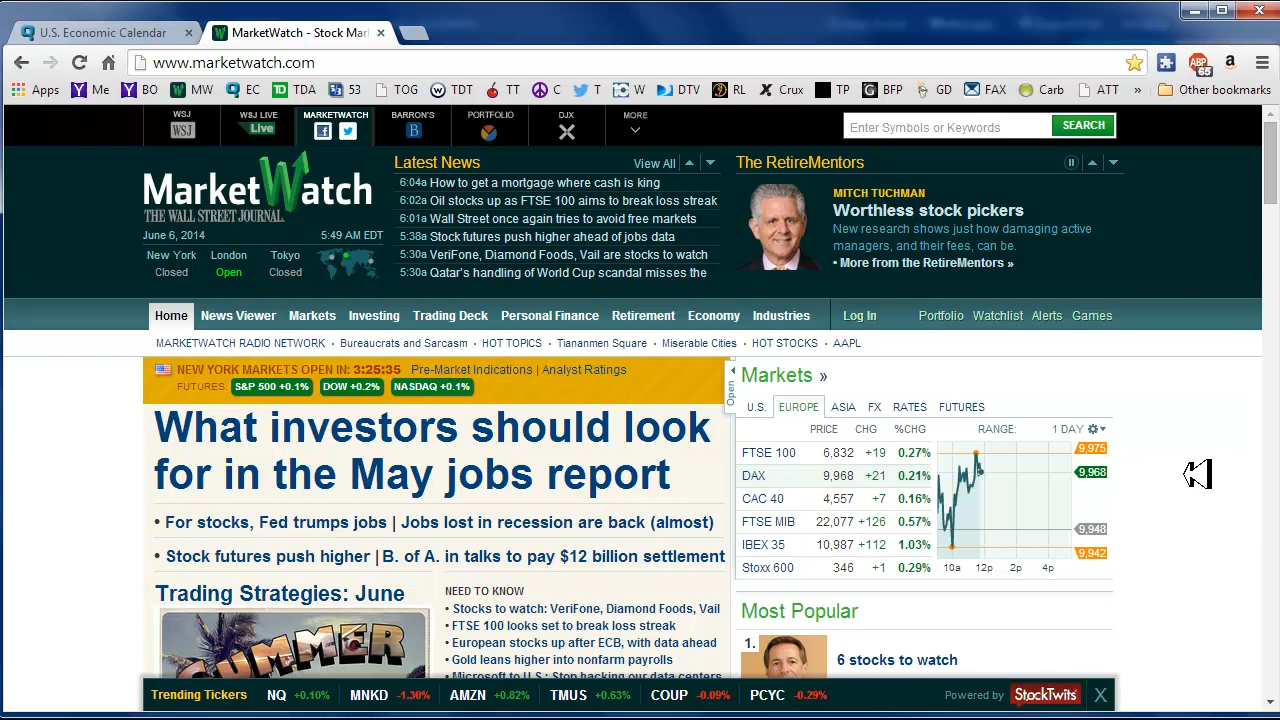 U.S. Economic Calendar
MarketWatch - Stock Mar
www.marketwatch.com
Apps Me BO MW EC TDA 53 TOG TDI TT C T W DTV RL Crux TP BFP GD FAX Carb ATT » Other bookmarks
ABP 65
WSJ WSJ LIVE MARKETWATCH BARRON'S PORTFOLIO DJX MORE
WSJ Live B
Enter Symbols or Keywords SEARCH
MarketWatch
THE WALL STREET JOURNAL.
June 6, 2014 5:49 AM EDT
New York London Tokyo
Closed Open Closed
Latest News View All
6:04a How to get a mortgage where cash is king
6:02a Oil stocks up as FTSE 100 aims to break loss streak
6:01a Wall Street once again tries to avoid free markets
5:38a Stock futures push higher ahead of jobs data
5:30a VeriFone, Diamond Foods, Vail are stocks to watch
5:30a Qatar's handling of World Cup scandal misses the
The RetireMentors
MITCH TUCHMAN
Worthless stock pickers
New research shows just how damaging active
managers, and their fees, can be.
• More from the RetireMentors »
Home News Viewer Markets Investing Trading Deck Personal Finance Retirement Economy Industries Log In Portfolio Watchlist Alerts Games
MARKETWATCH RADIO NETWORK • Bureaucrats and Sarcasm • HOT TOPICS • Tiananmen Square • Miserable Cities • HOT STOCKS • AAPL
NEW YORK MARKETS OPEN IN: 3:25:35 Pre-Market Indications | Analyst Ratings
FUTURES: S&P 500 +0.1% DOW +0.2% NASDAQ +0.1%
What investors should look
for in the May jobs report
• For stocks, Fed trumps jobs | Jobs lost in recession are back (almost)
• Stock futures push higher | B. of A. in talks to pay $12 billion settlement
Trading Strategies: June
SUMMER
NEED TO KNOW
• Stocks to watch: VeriFone, Diamond Foods, Vail
• FTSE 100 looks set to break loss streak
• European stocks up after ECB, with data ahead
• Gold leans higher into nonfarm payrolls
• Microsoft to U.S.: Stop hacking our data centers
Open
Markets »
U.S. EUROPE ASIA FX RATES FUTURES
PRICE CHG %CHG RANGE: 1 DAY
FTSE 100 6,832 +19 0.27%
DAX 9,968 +21 0.21%
CAC 40 4,557 +7 0.16%
FTSE MIB 22,077 +126 0.57%
IBEX 35 10,987 +112 1.03%
Stoxx 600 346 +1 0.29%
9,975
9,968
9,948
9,942
10a 12p 2p 4p
Most Popular
1. 6 stocks to watch
Trending Tickers NQ +0.10% MNKD -1.30% AMZN +0.82% TMUS +0.63% COUP -0.09% PCYC -0.29% Powered by StockTwits X